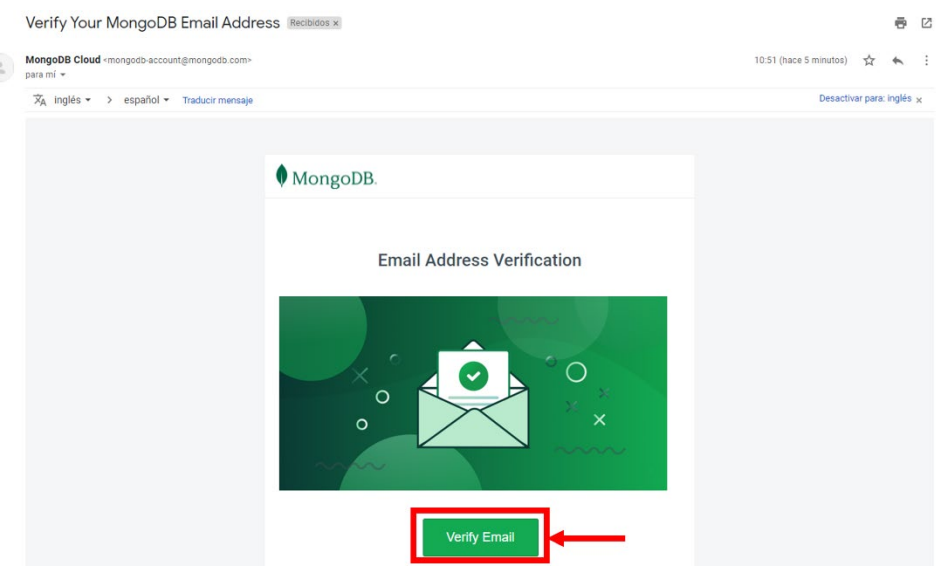 Verify Your MongoDB Email Address Recibidos x
MongoDB Cloud <mongodb-account@mongodb.com> 10:51 (hace 5 minutos)
para mí
inglés > español Traducir mensaje Desactivar para: inglés x
MongoDB.
Email Address Verification
Verify Email